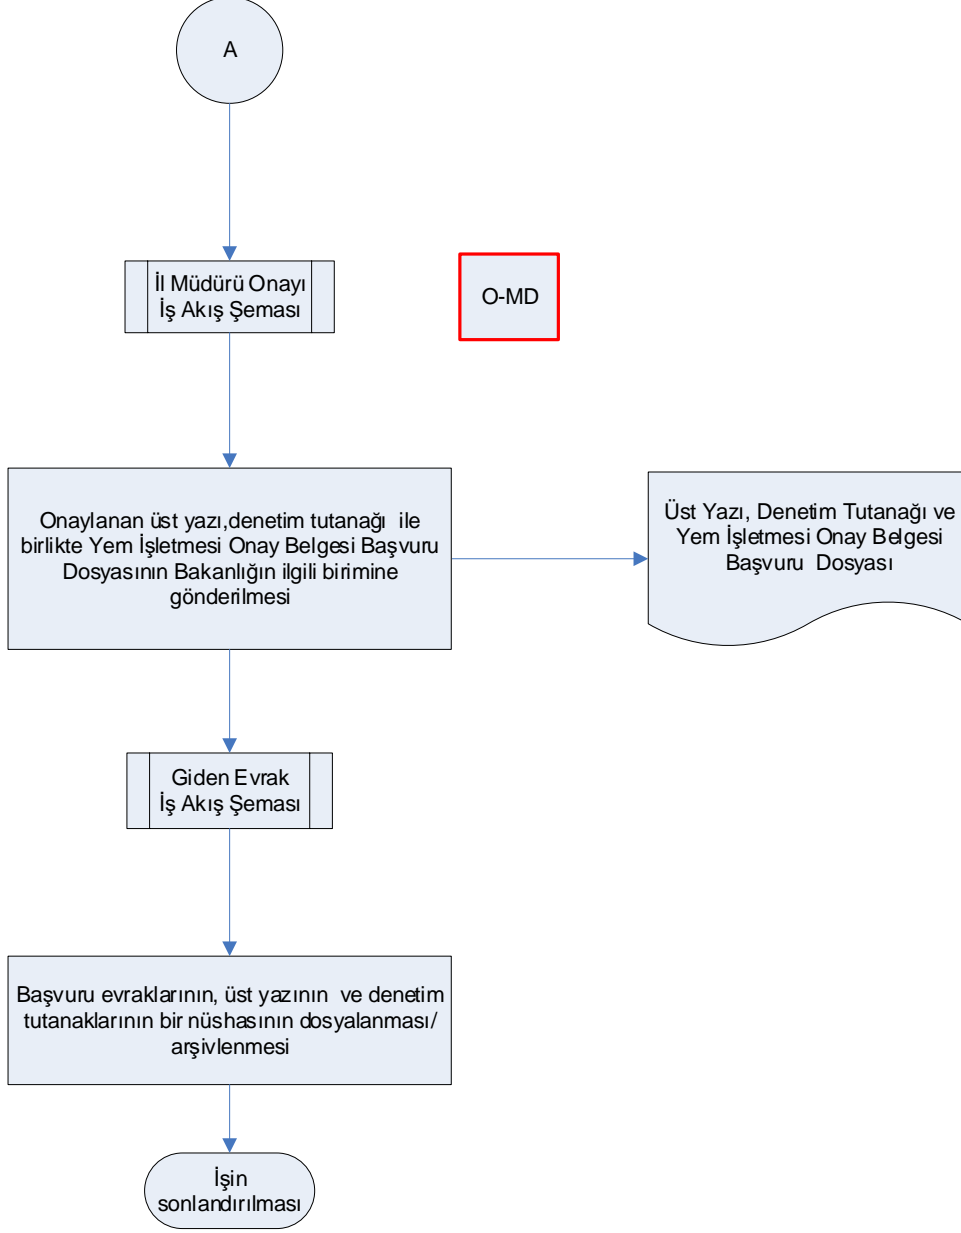 A
İl Müdürü Onayı
İş Akış Şeması
O-MD
Onaylanan üst yazı,denetim tutanağı ile
birlikte Yem İşletmesi Onay Belgesi Başvuru
Dosyasının Bakanlığın ilgili birimine
gönderilmesi
Üst Yazı, Denetim Tutanağı ve
Yem İşletmesi Onay Belgesi
Başvuru Dosyası
Giden Evrak
İş Akış Şeması
Başvuru evraklarının, üst yazının ve denetim
tutanaklarının bir nüshasının dosyalanması/
arşivlenmesi
İşin
sonlandırılması